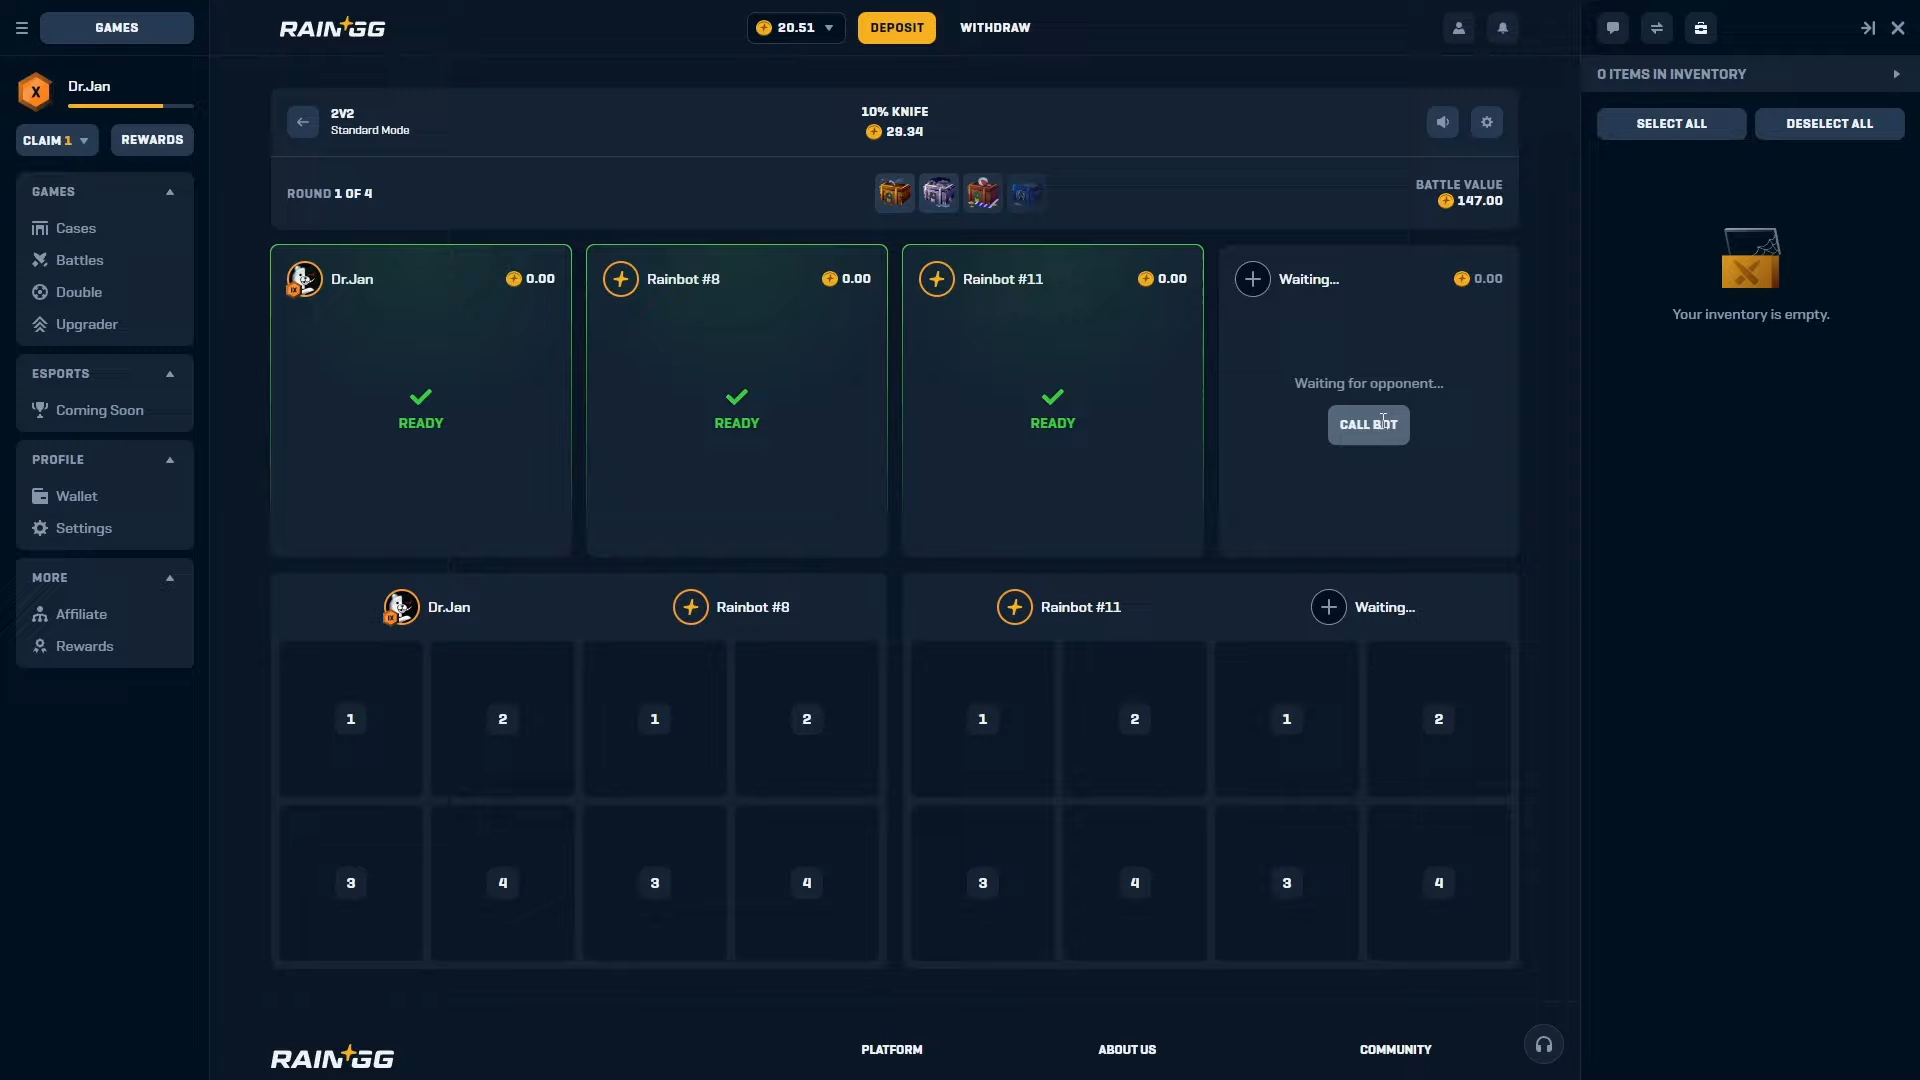 GAMES
RAIN GG
20.51
DEPOSIT
WITHDRAW
X
Dr.Jan
CLAIM 1
REWARDS
GAMES
Cases
Battles
Double
Upgrader
ESPORTS
Coming Soon
PROFILE
Wallet
Settings
MORE
Affiliate
Rewards
2V2
Standard Mode
10% KNIFE
29.34
ROUND 1 OF 4
BATTLE VALUE
147.00
Dr.Jan
0.00
READY
Rainbot #8
0.00
READY
Rainbot #11
0.00
READY
Waiting...
0.00
Waiting for opponent...
CALL BOT
Dr.Jan
Rainbot #8
Rainbot #11
Waiting...
1 2 1 2 1 2 1 2
3 4 3 4 3 4 3 4
RAIN GG
PLATFORM
ABOUT US
COMMUNITY
0 ITEMS IN INVENTORY
SELECT ALL
DESELECT ALL
Your inventory is empty.